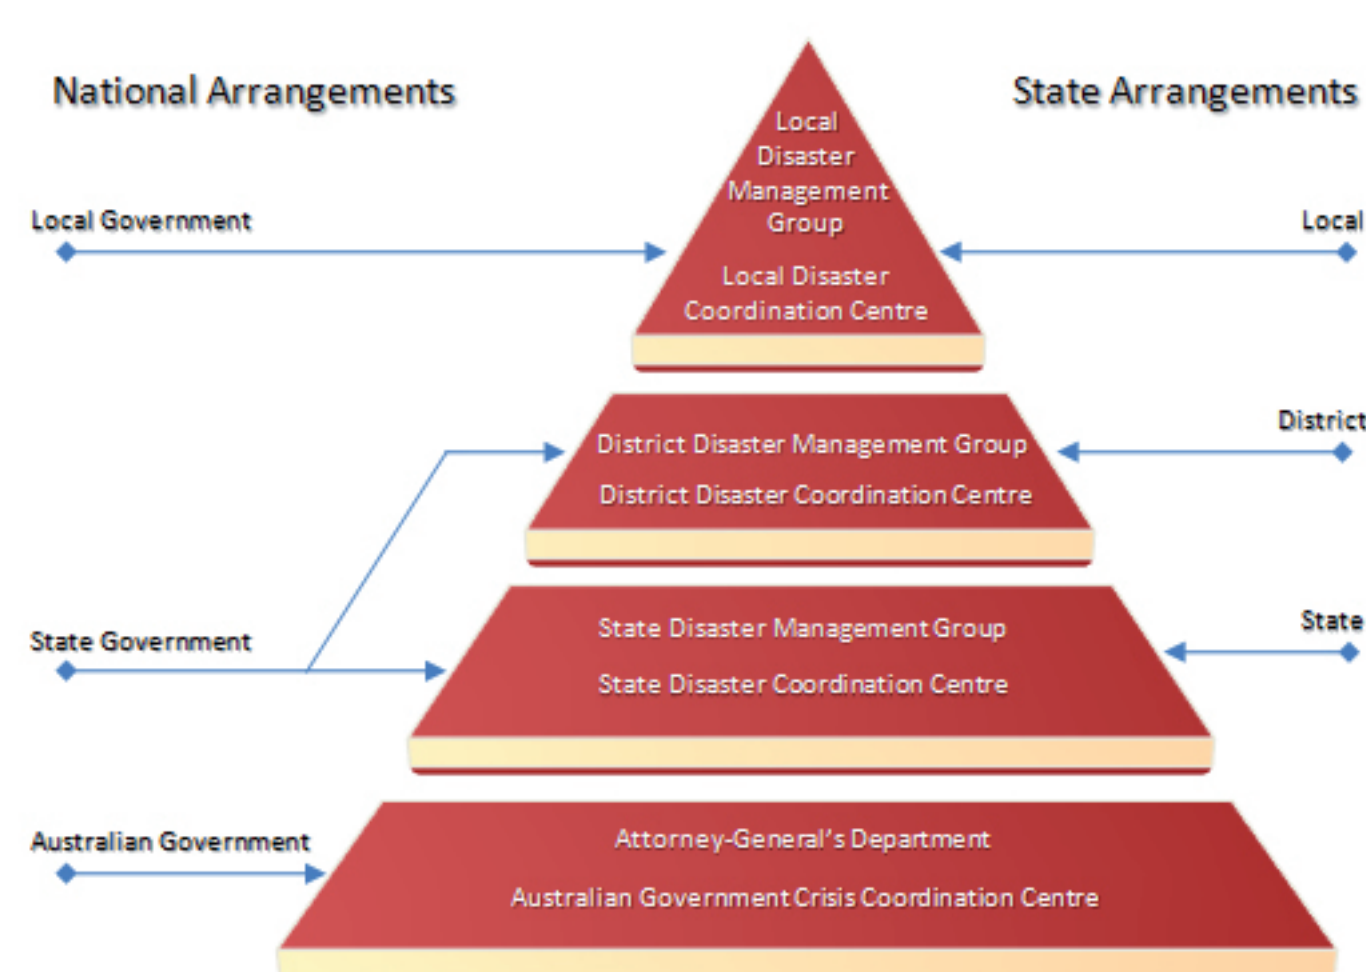 National Arrangements
State Arrangements
Local
Disaster
Management
Group
Local Government
Local
Local Disaster
Coordination Centre
District
District Disaster Management Group
District Disaster Coordination Centre
State Government
State
State Disaster Management Group
State Disaster Coordination Centre
Australian Government
Attorney-General’s Department
Australian Government Crisis Coordination Centre